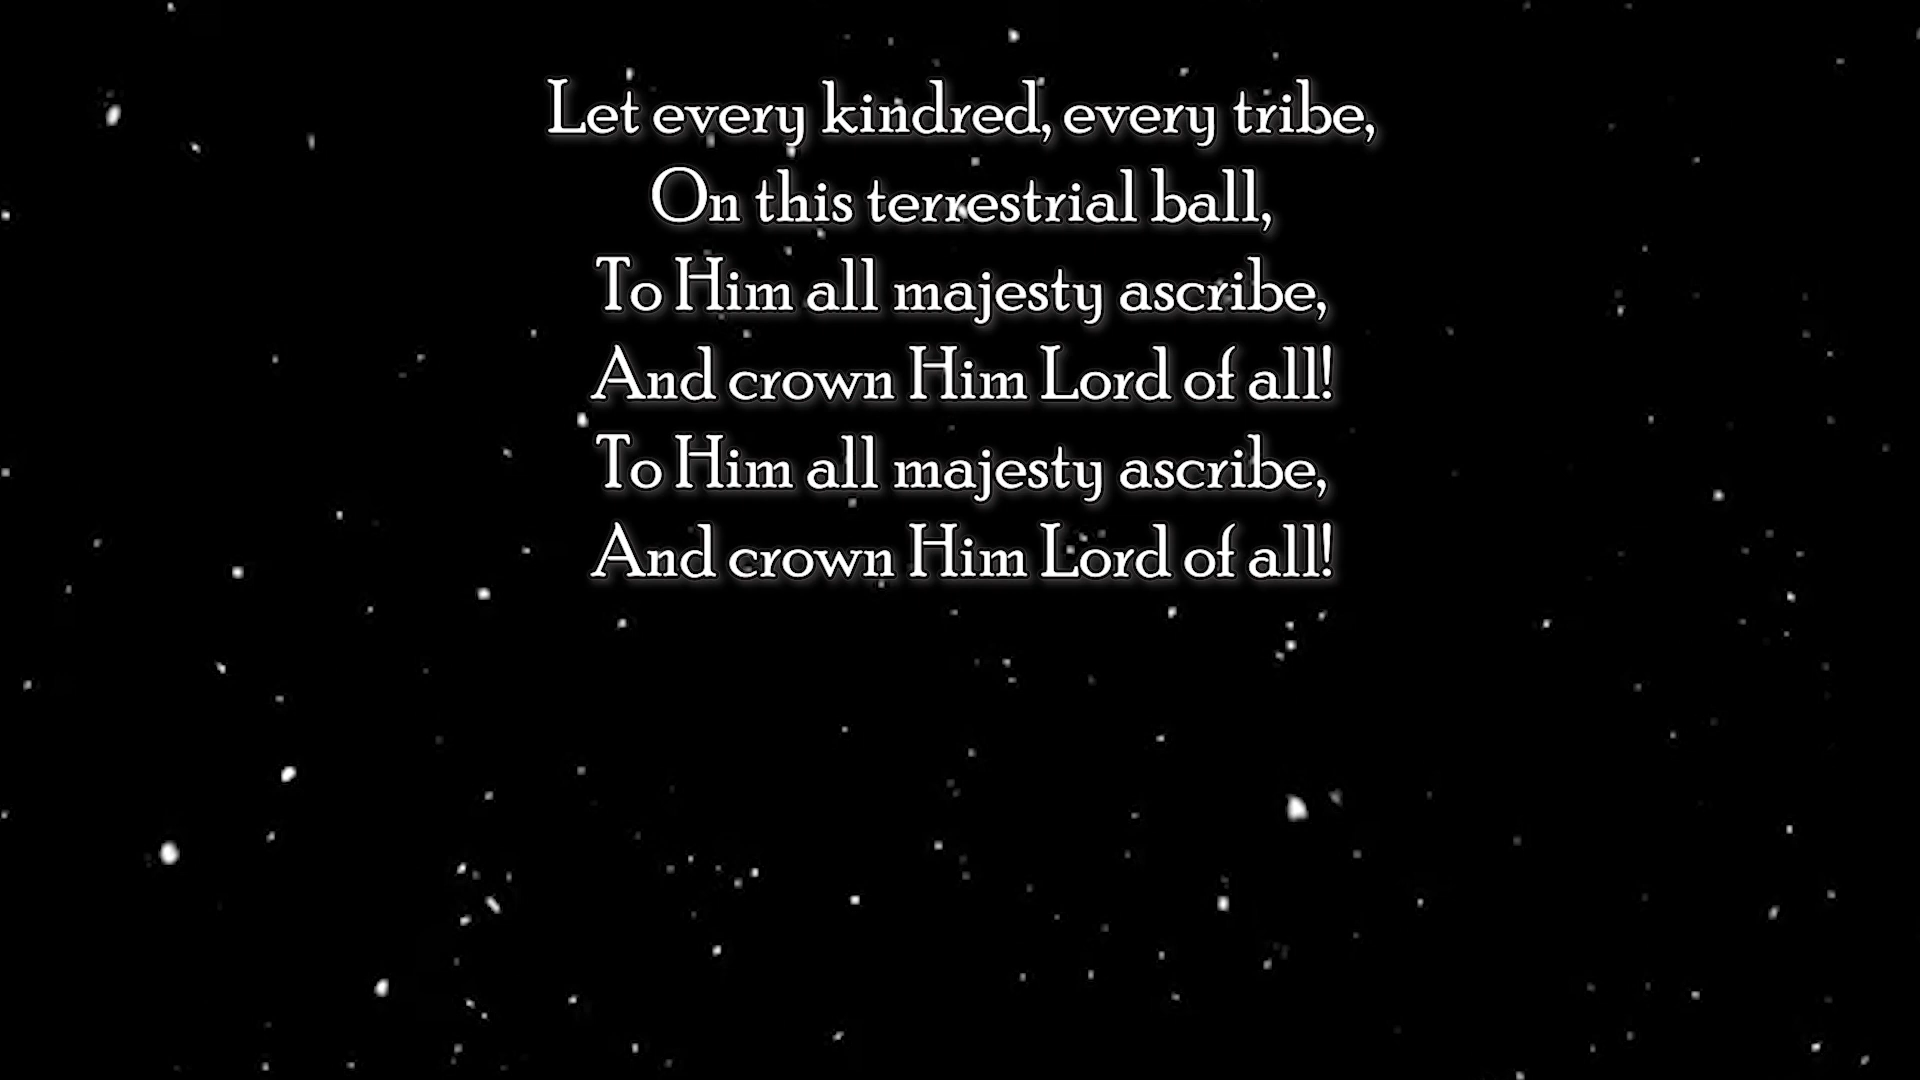 Let every kindred, every tribe,
On this terrestrial ball,
To Him all majesty ascribe,
And crown Him Lord of all!
To Him all majesty ascribe,
And crown Him Lord of all!